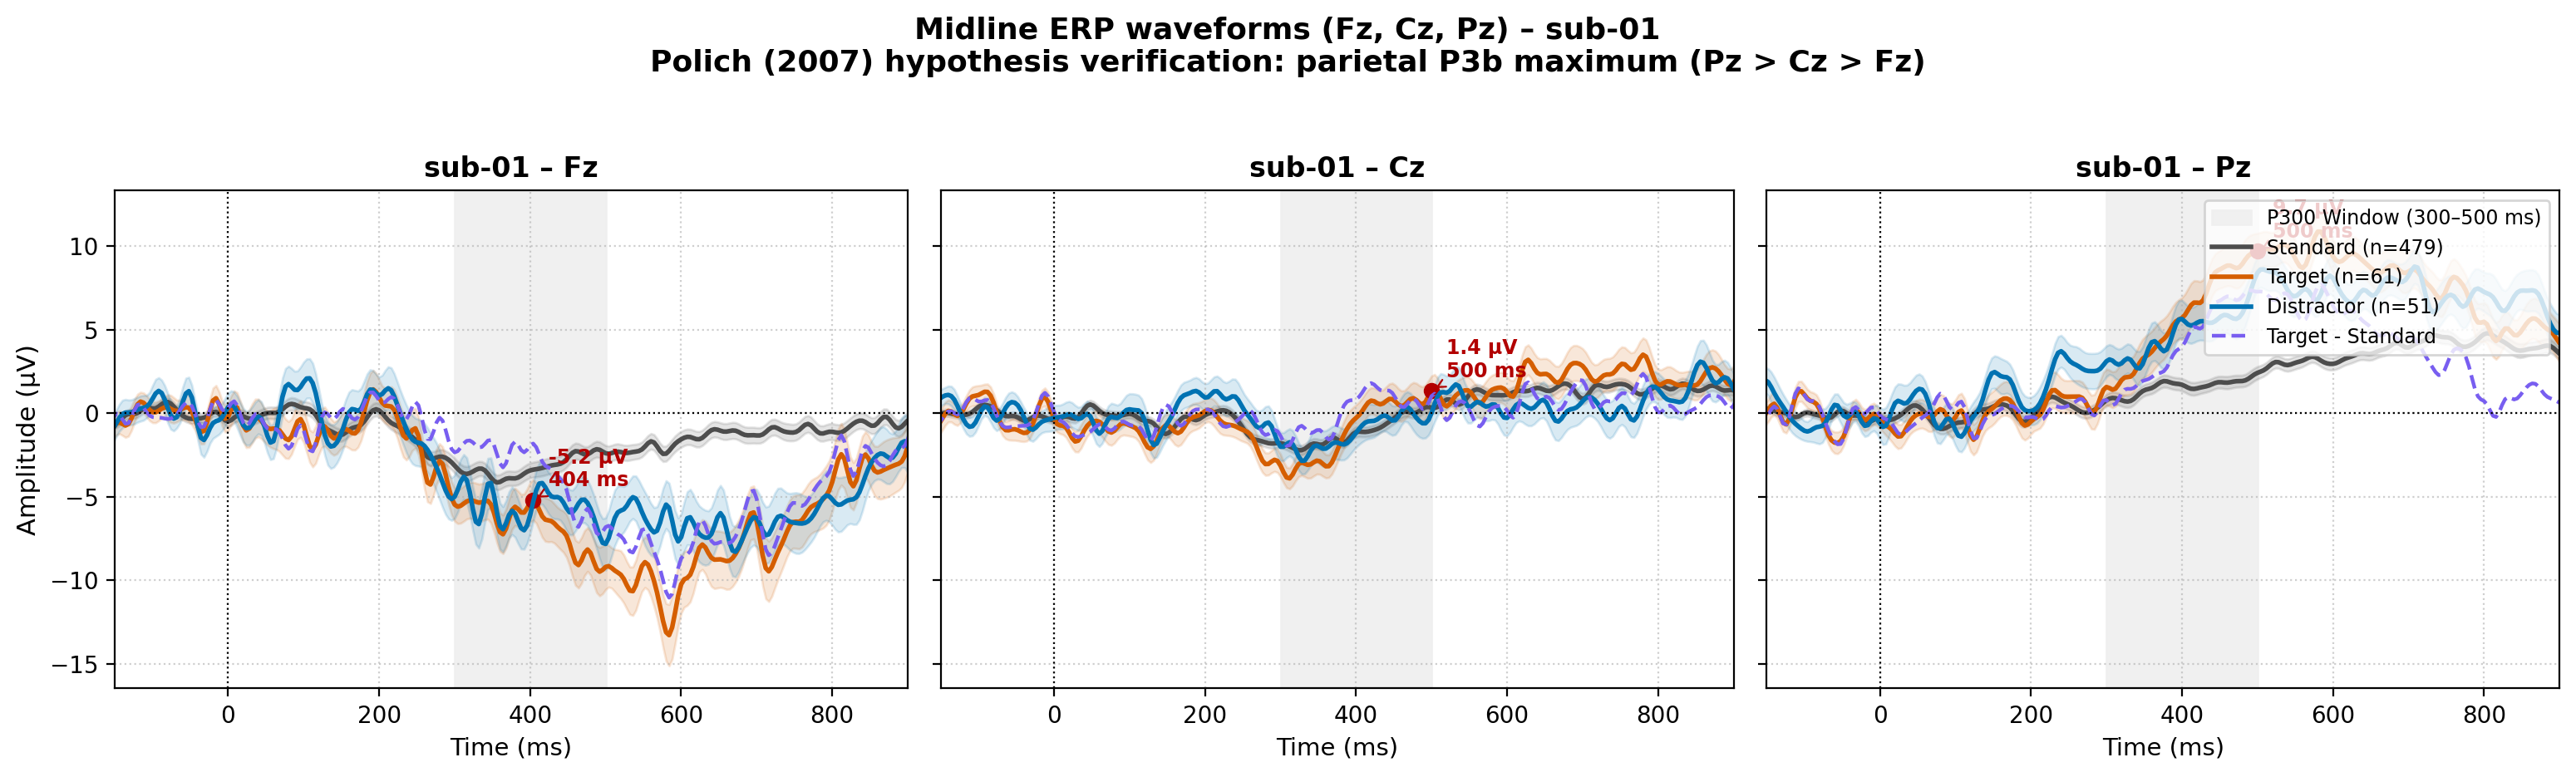 Midline ERP waveforms (Fz, Cz, Pz) – sub-01
Polich (2007) hypothesis verification: parietal P3b maximum (Pz > Cz > Fz)
sub-01 – Fz
sub-01 – Cz
sub-01 – Pz
Amplitude (µV)
10
5
0
−5
−10
−15
-5.2 µV
404 ms
1.4 µV
500 ms
9.7 µV
500 ms
P300 Window (300–500 ms)
Standard (n=479)
Target (n=61)
Distractor (n=51)
Target - Standard
0
200
400
600
800
0
200
400
600
800
0
200
400
600
800
Time (ms)
Time (ms)
Time (ms)